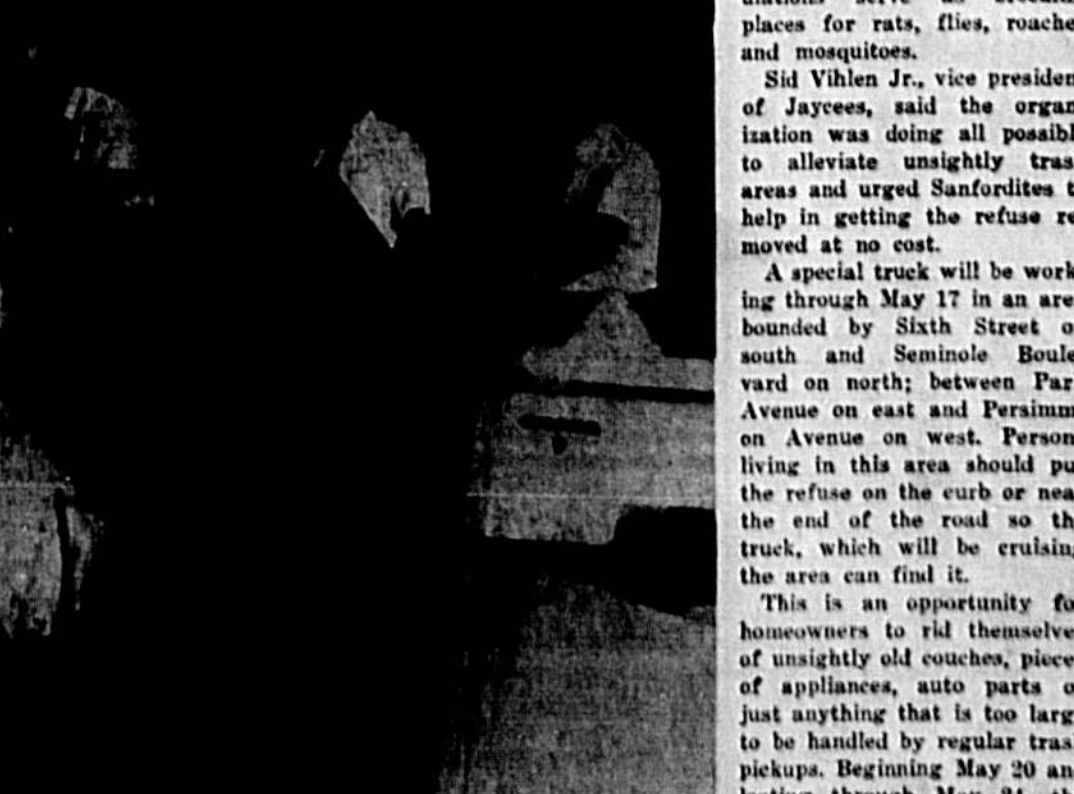 places for rats, flies, roache
and mosquitoes.
Sid Vihlen Jr., vice presiden
of Jaycees, said the organ
ization was doing all possibl
to alleviate unsightly tras
areas and urged Sanfordites t
help in getting the refuse re
moved at no cost.
A special truck will be work
ing through May 17 in an are
bounded by Sixth Street o
south and Seminole Boule
vard on north; between Par
Avenue on east and Persimm
on Avenue on west. Person
living in this area should pu
the refuse on the curb or nea
the end of the road so th
truck, which will be cruising
the area can find it.
This is an opportunity fo
homeowners to rid themselve
of unsightly old couches, piece
of appliances, auto parts o
just anything that is too larg
to be handled by regular tras
pickups. Beginning May 20 an